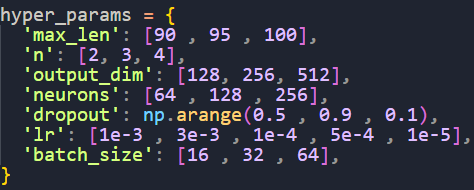 hyper_params = {
'max_len': [90 , 95 , 100],
'n': [2, 3, 4],
'output_dim': [128, 256, 512],
'neurons': [64 , 128 , 256],
'dropout': np.arange(0.5 , 0.9 , 0.1),
'lr': [1e-3 , 3e-3 , 1e-4 , 5e-4 , 1e-5],
'batch_size': [16 , 32 , 64],
}